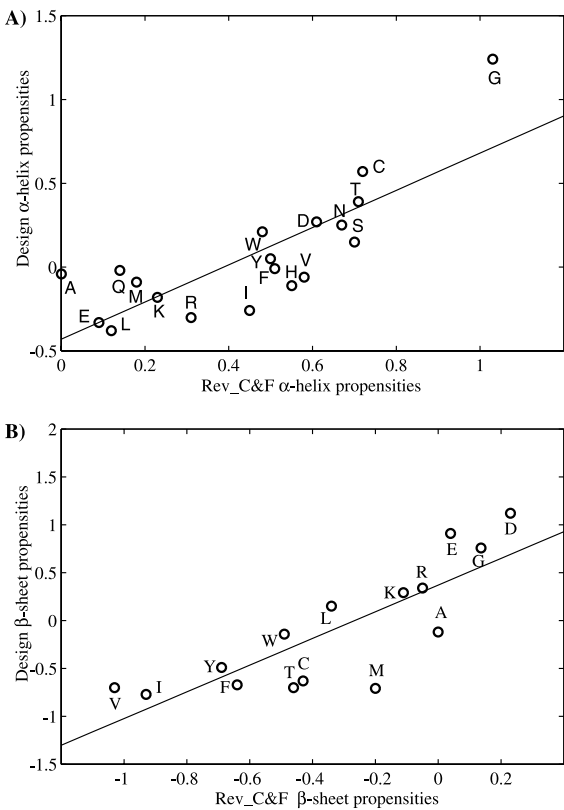 A)
Design α-helix propensities
1.5
1
0.5
0
-0.5
G
C
T
N
S
D
W
Y
F
H
V
I
A
Q
M
K
R
E
L
0 0.2 0.4 0.6 0.8 1
Rev_C&F α-helix propensities
B)
Design β-sheet propensities
2
1.5
1
0.5
0
-0.5
-1
-1.5
D
E
G
R
K
A
L
W
Y
F
T C
M
V
I
-1 -0.8 -0.6 -0.4 -0.2 0 0.2
Rev_C&F β-sheet propensities